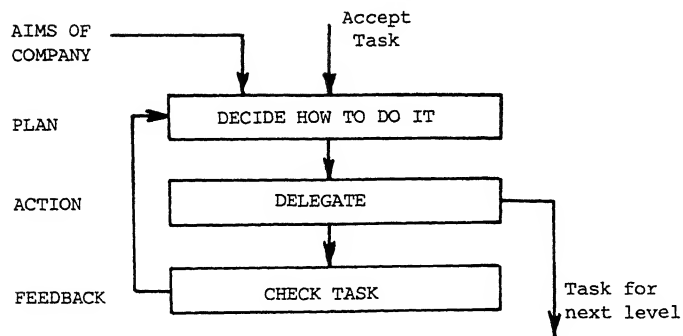 AIMS OF
COMPANY
Accept
Task
PLAN
DECIDE HOW TO DO IT
ACTION
DELEGATE
FEEDBACK
CHECK TASK
Task for
next level